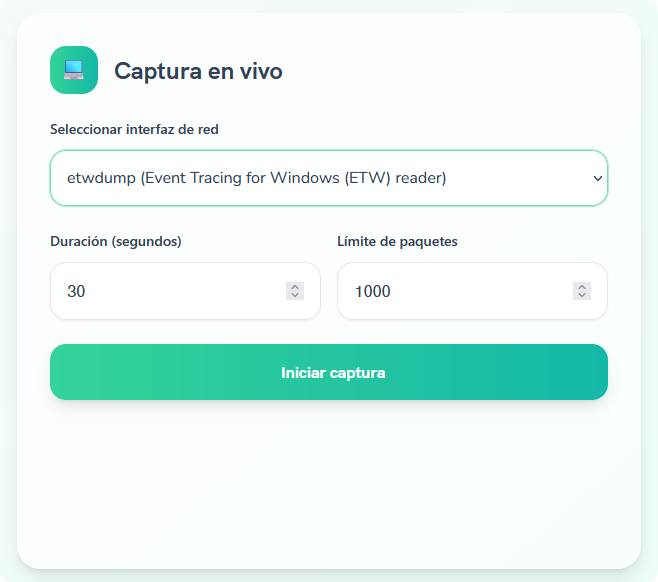 Captura en vivo
Seleccionar interfaz de red
etwdump (Event Tracing for Windows (ETW) reader)
Duración (segundos)
Límite de paquetes
30
1000
Iniciar captura